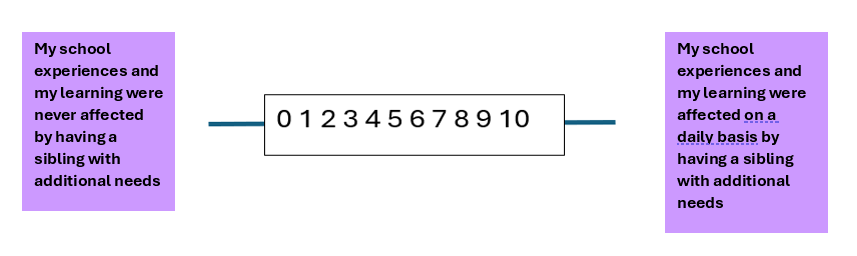 My school
experiences and
my learning were
never affected
by having a
sibling with
additional needs
0 1 2 3 4 5 6 7 8 9 10
My school
experiences and
my learning were
affected on a
daily basis by
having a sibling
with additional
needs